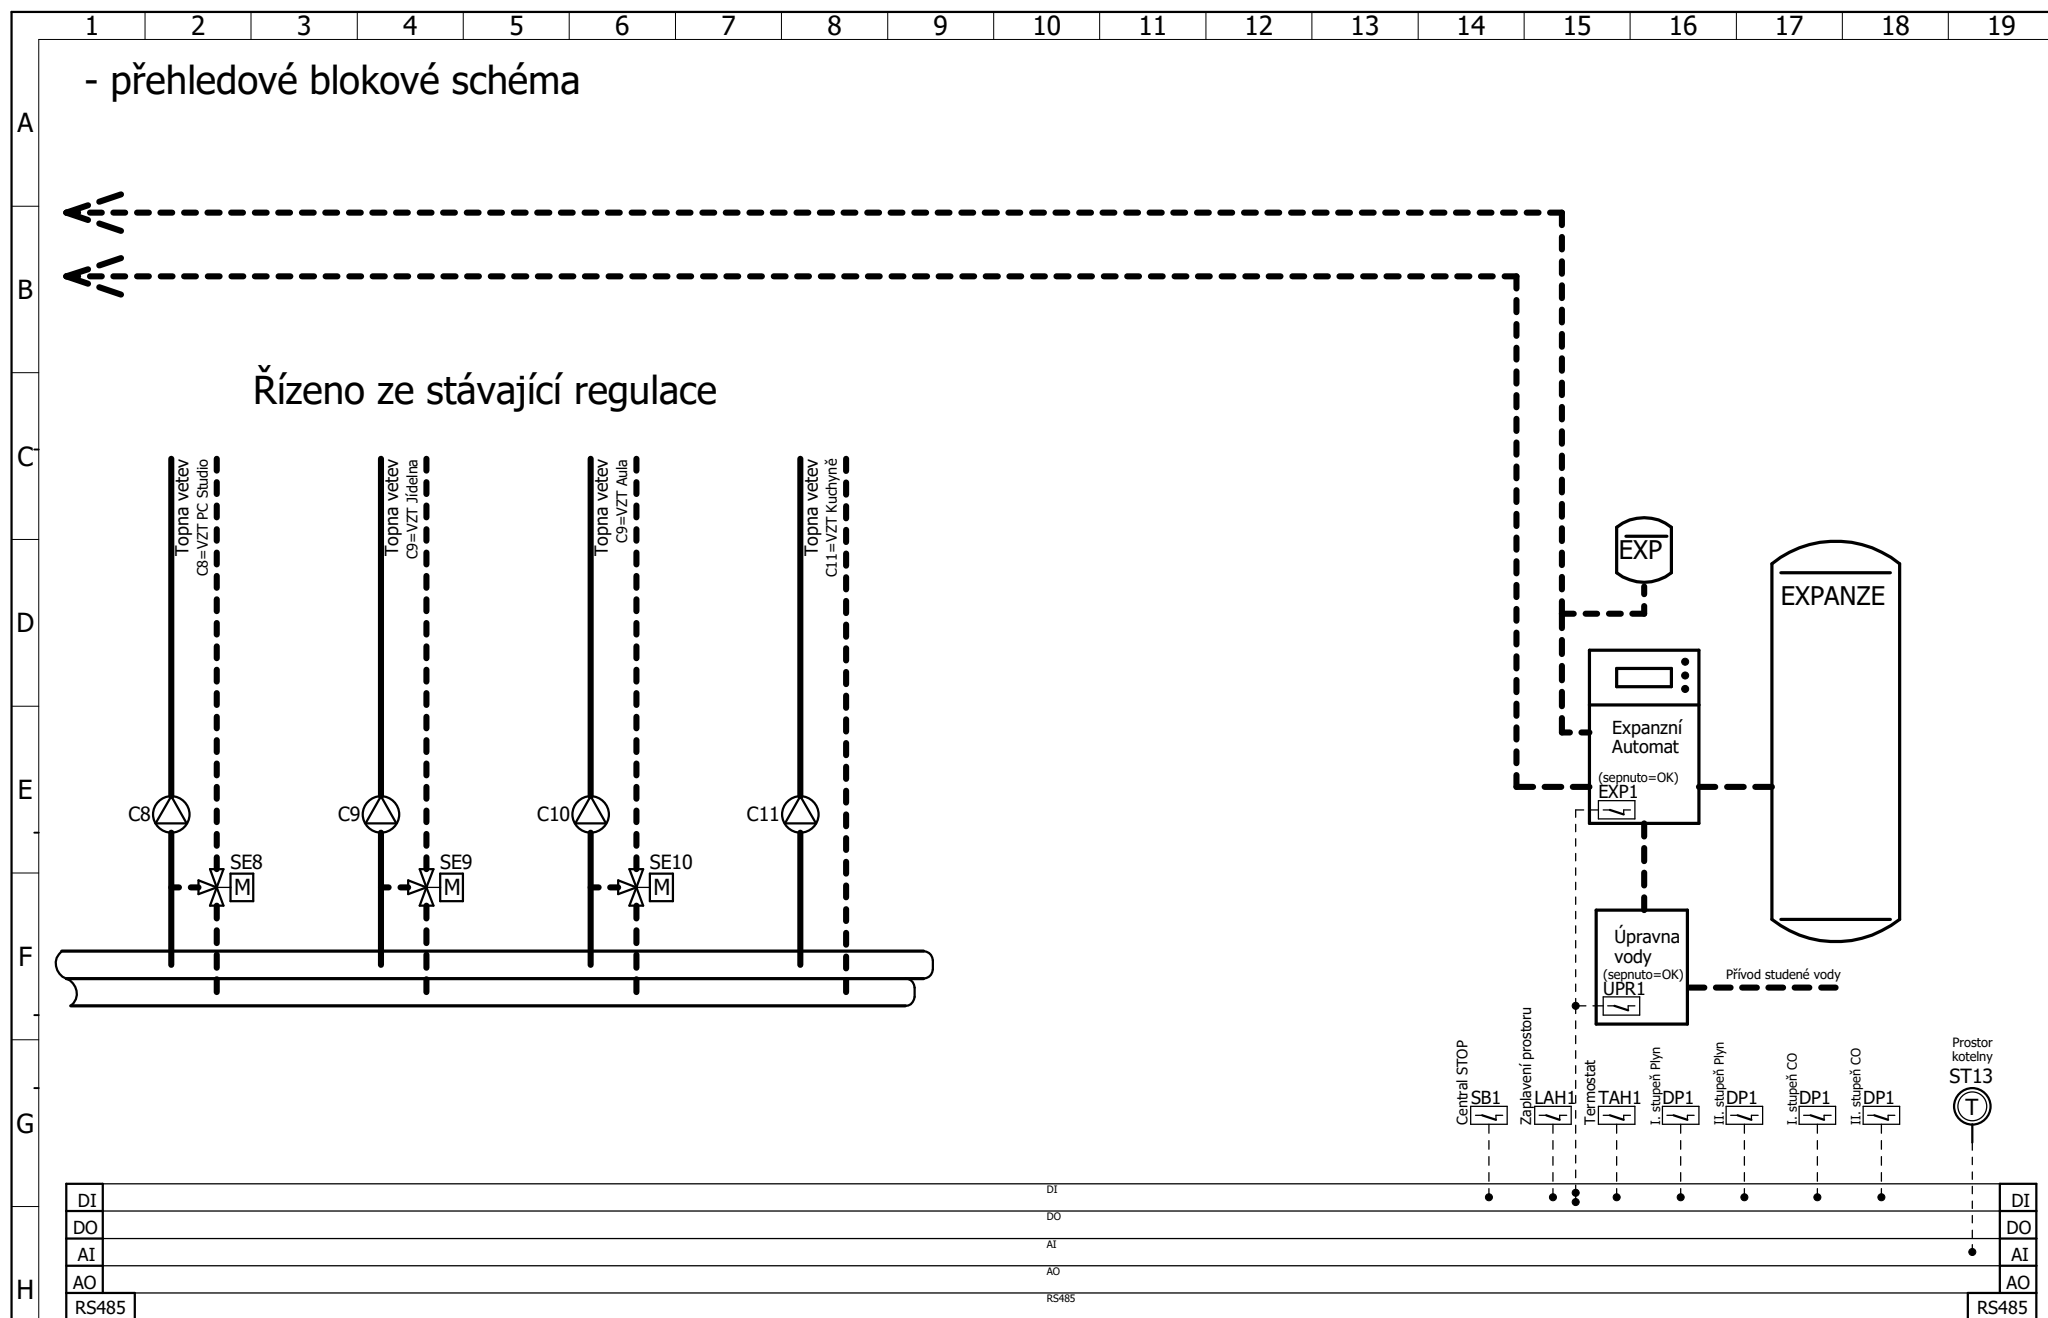 1 2 3 4 5 6 7 8 9 10 11 12 13 14 15 16 17 18 19
- přehledové blokové schéma
A
B
Řízeno ze stávající regulace
C
Topna vetev
C8=VZT PC Studio
Topna vetev
C9=VZT Jídelna
Topna vetev
C9=VZT Aula
Topna vetev
C11=VZT Kuchyně
EXP
EXPANZE
D
Expanzní
Automat
(sepnuto=OK)
EXP1
E
C8
C9
C10
C11
SE8
M
SE9
M
SE10
M
F
Úpravna
vody
(sepnuto=OK)
UPR1
Přívod studené vody
G
Central STOP
SB1
Zaplavení prostoru
LAH1
Termostat
TAH1
I. stupeň Plyn
DP1
II. stupeň Plyn
DP1
I. stupeň CO
DP1
II. stupeň CO
DP1
Prostor
kotelny
ST13
T
DI DI DI
DO DO DO
AI AI AI
H
AO AO AO
RS485 RS485 RS485